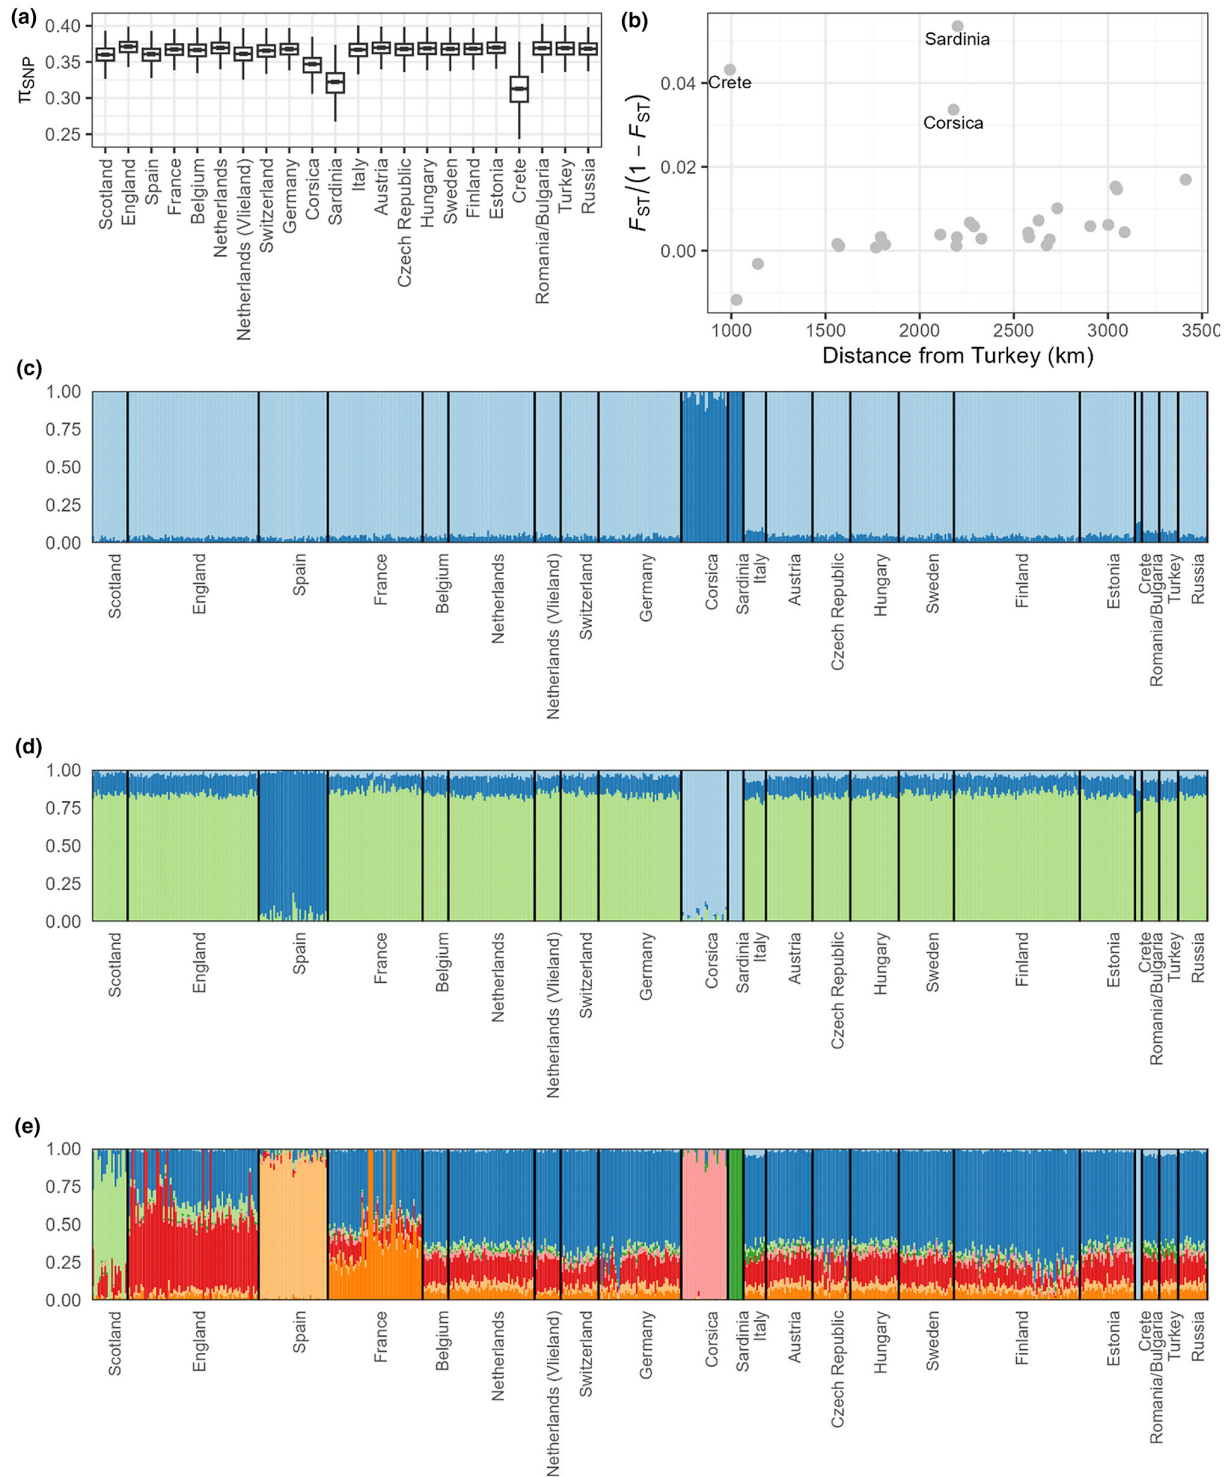 (a)
πSNP
0.40
0.35
0.30
0.25
Scotland
England
Spain
France
Belgium
Netherlands
Netherlands (Vlieland)
Switzerland
Germany
Corsica
Sardinia
Italy
Austria
Czech Republic
Hungary
Sweden
Finland
Estonia
Crete
Romania/Bulgaria
Turkey
Russia
(b)
FST/(1 − FST)
0.04
0.02
0.00
Sardinia
Crete
Corsica
1000
1500
2000
2500
3000
3500
Distance from Turkey (km)
(c)
1.00
0.75
0.50
0.25
0.00
Scotland
England
Spain
France
Belgium
Netherlands
Netherlands (Vlieland)
Switzerland
Germany
Corsica
Sardinia
Italy
Austria
Czech Republic
Hungary
Sweden
Finland
Estonia
Crete
Romania/Bulgaria
Turkey
Russia
(d)
1.00
0.75
0.50
0.25
0.00
Scotland
England
Spain
France
Belgium
Netherlands
Netherlands (Vlieland)
Switzerland
Germany
Corsica
Sardinia
Italy
Austria
Czech Republic
Hungary
Sweden
Finland
Estonia
Crete
Romania/Bulgaria
Turkey
Russia
(e)
1.00
0.75
0.50
0.25
0.00
Scotland
England
Spain
France
Belgium
Netherlands
Netherlands (Vlieland)
Switzerland
Germany
Corsica
Sardinia
Italy
Austria
Czech Republic
Hungary
Sweden
Finland
Estonia
Crete
Romania/Bulgaria
Turkey
Russia